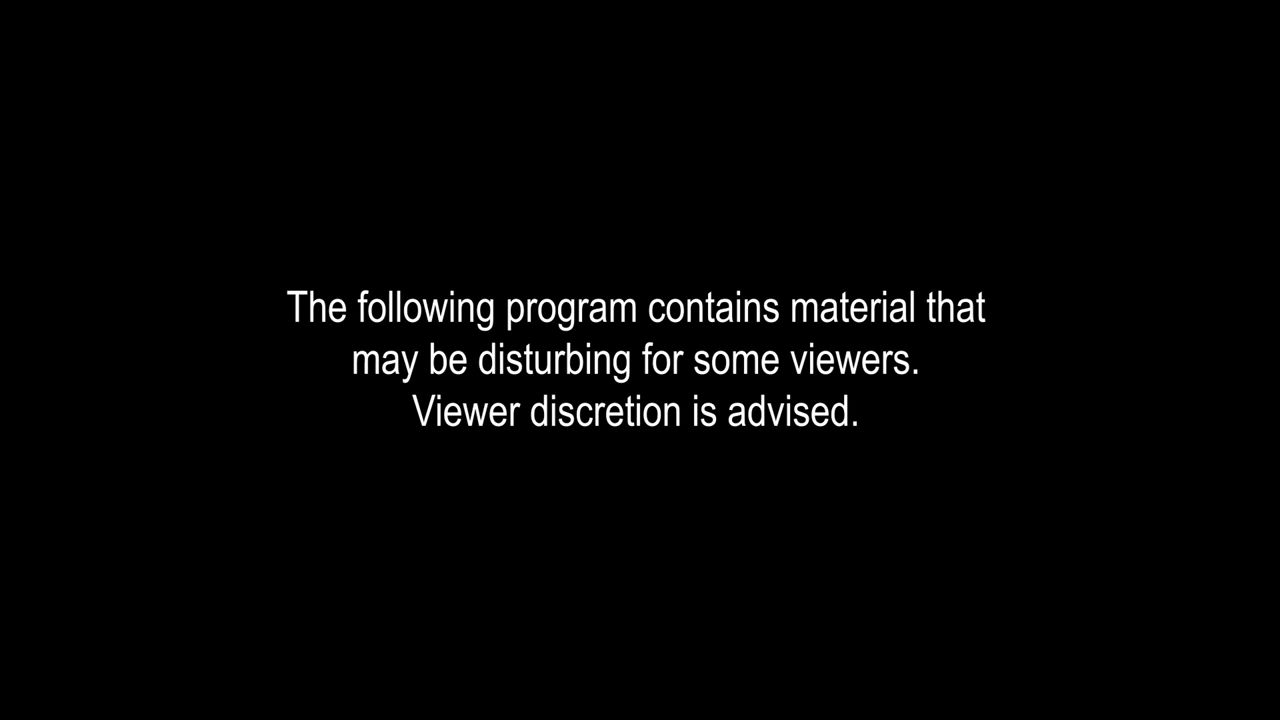 The following program contains material that
may be disturbing for some viewers.
Viewer discretion is advised.